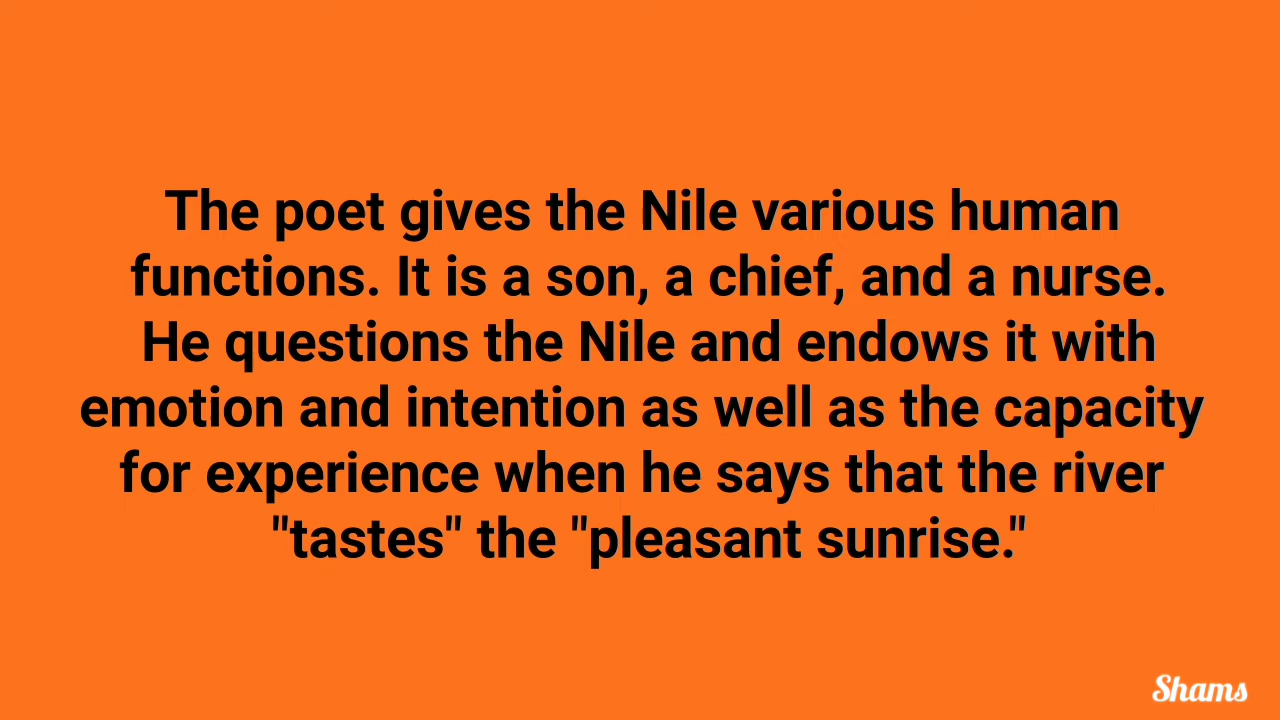 The poet gives the Nile various human
functions. It is a son, a chief, and a nurse.
He questions the Nile and endows it with
emotion and intention as well as the capacity
for experience when he says that the river
"tastes" the "pleasant sunrise."
Shams